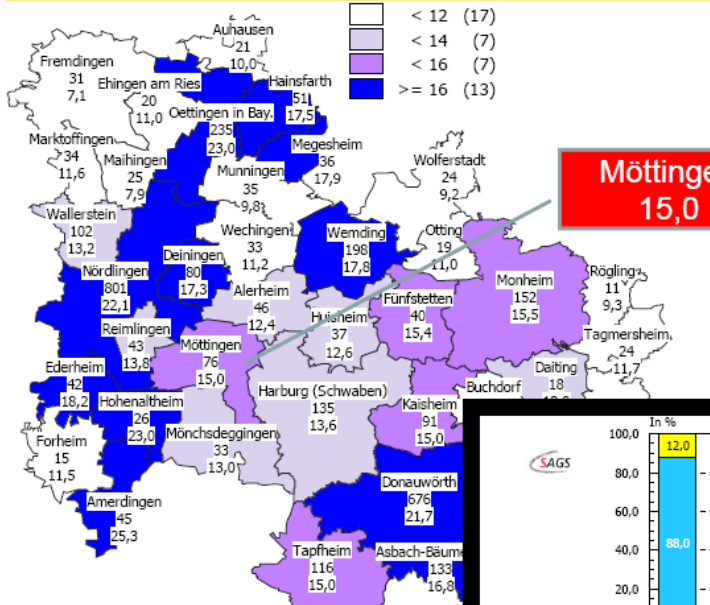 < 12 (17)
< 14 (7)
< 16 (7)
>= 16 (13)
Auhausen
21
10,0
Fremdingen
31
7,1
Ehingen am Ries
20
11,0
Hainsfarth
51
17,5
Oettingen in Bay.
235
23,0
Marktoffingen
34
11,6
Maihingen
25
7,9
Megesheim
36
17,9
Munningen
35
9,8
Wolferstadt
24
9,2
Möttinge
15,0
Wallerstein
102
13,2
Wechingen
33
11,2
Wemding
198
17,8
Otting
19
11,0
Deiningen
80
17,3
Nördlingen
801
22,1
Alerheim
46
12,4
Huisheim
37
12,6
Fünfstetten
40
15,4
Monheim
152
15,5
Rögling
11
9,3
Reimlingen
43
13,8
Möttingen
76
15,0
Tagmersheim
24
11,7
Ederheim
42
18,2
Hohenaltheim
26
23,0
Harburg (Schwaben)
135
13,6
Kaisheim
91
15,0
Buchdorf
Daiting
18
Forheim
15
11,5
Mönchsdeggingen
33
13,0
Amerdingen
45
25,3
Donauwörth
676
21,7
Tapfheim
116
15,0
Asbach-Bäume
133
16,8
SAGS
In %
100,0
80,0
60,0
40,0
20,0
12,0
88,0